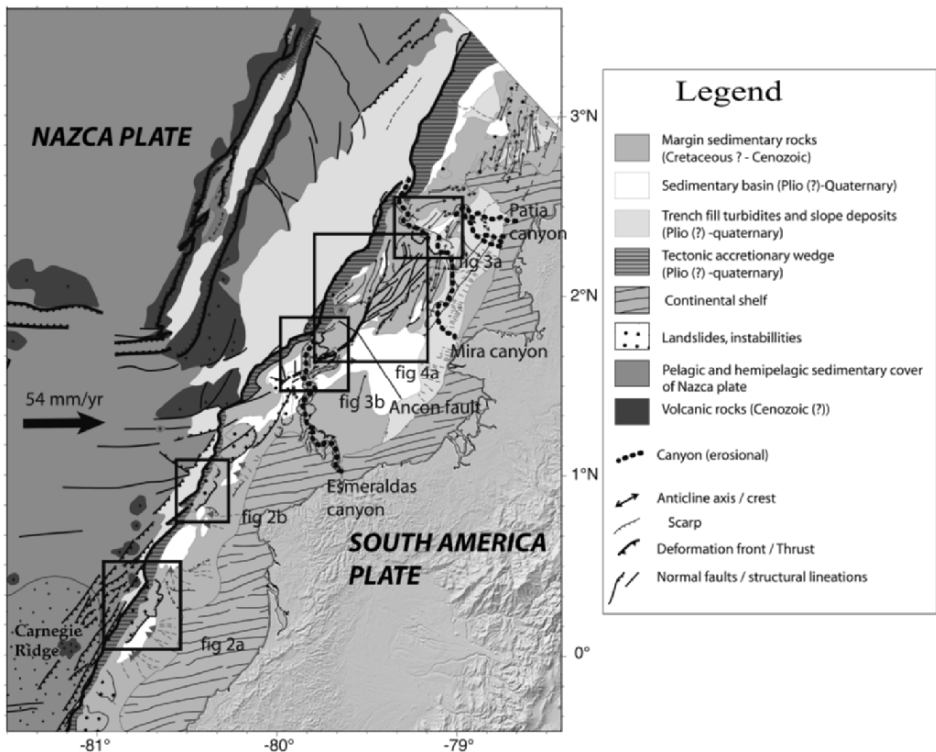 NAZCA PLATE
54 mm/yr
Patia
canyon
fig 3a
Mira canyon
fig 4a
fig 3b
Ancon fault
Esmeraldas
canyon
fig 2b
SOUTH AMERICA
PLATE
Carnegie
Ridge
fig 2a
3°N
2°N
1°N
0°
-81°
-80°
-79°
Legend
Margin sedimentary rocks
(Cretaceous ? - Cenozoic)
Sedimentary basin (Plio (?)-Quaternary)
Trench fill turbidites and slope deposits
(Plio (?) -quaternary)
Tectonic accretionary wedge
(Plio (?) -quaternary)
Continental shelf
Landslides, instabillities
Pelagic and hemipelagic sedimentary cover
of Nazca plate
Volcanic rocks (Cenozoic (?))
Canyon (erosional)
Anticline axis / crest
Scarp
Deformation front / Thrust
Normal faults / structural lineations